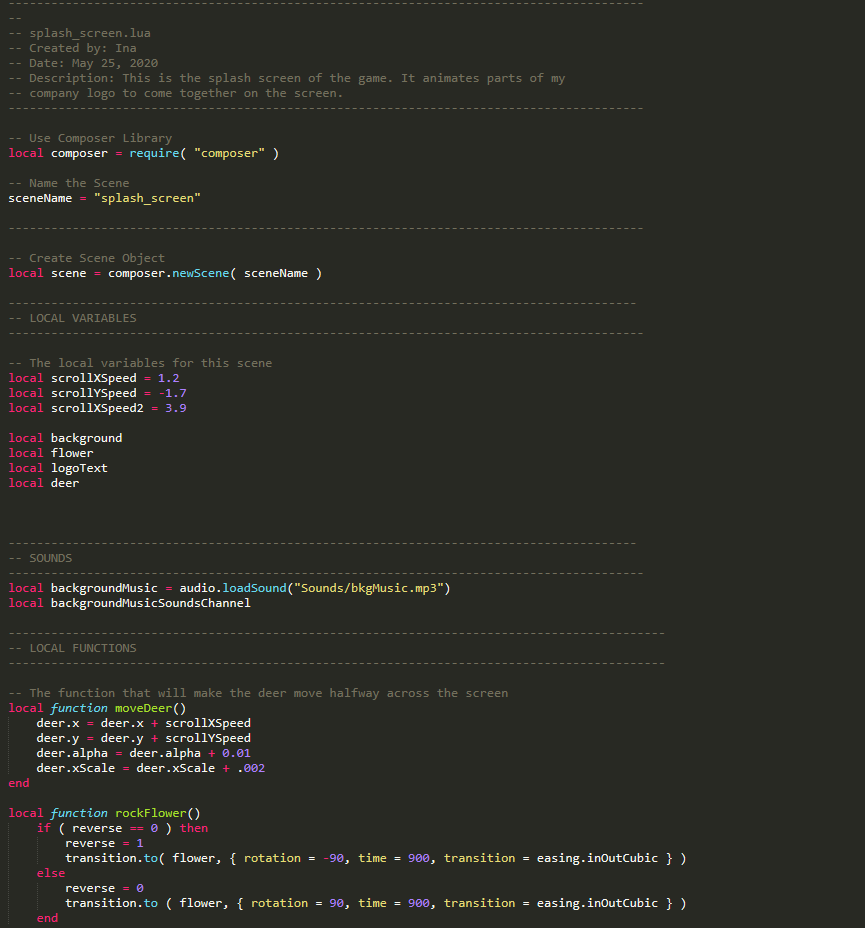 -----------------------------------------------------------------------------------------
--
-- splash_screen.lua
-- Created by: Ina
-- Date: May 25, 2020
-- Description: This is the splash screen of the game. It animates parts of my
-- company logo to come together on the screen.
-----------------------------------------------------------------------------------------
-- Use Composer Library
local composer = require( "composer" )
-- Name the Scene
sceneName = "splash_screen"
-----------------------------------------------------------------------------------------
-- Create Scene Object
local scene = composer.newScene( sceneName )
----------------------------------------------------------------------------------------
-- LOCAL VARIABLES
-----------------------------------------------------------------------------------------
-- The local variables for this scene
local scrollXSpeed = 1.2
local scrollYSpeed = -1.7
local scrollXSpeed2 = 3.9
local background
local flower
local logoText
local deer
----------------------------------------------------------------------------------------
-- SOUNDS
-----------------------------------------------------------------------------------------
local backgroundMusic = audio.loadSound("Sounds/bkgMusic.mp3")
local backgroundMusicSoundsChannel
--------------------------------------------------------------------------------------------
-- LOCAL FUNCTIONS
--------------------------------------------------------------------------------------------
-- The function that will make the deer move halfway across the screen
local function moveDeer()
    deer.x = deer.x + scrollXSpeed
    deer.y = deer.y + scrollYSpeed
    deer.alpha = deer.alpha + 0.01
    deer.xScale = deer.xScale + .002
end
local function rockFlower()
    if ( reverse == 0 ) then
        reverse = 1
        transition.to( flower, { rotation = -90, time = 900, transition = easing.inOutCubic } )
    else
        reverse = 0
        transition.to ( flower, { rotation = 90, time = 900, transition = easing.inOutCubic } )
    end